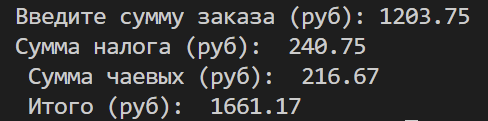 Введите сумму заказа (руб): 1203.75
Сумма налога (руб):  240.75
 Сумма чаевых (руб):  216.67
 Итого (руб):  1661.17